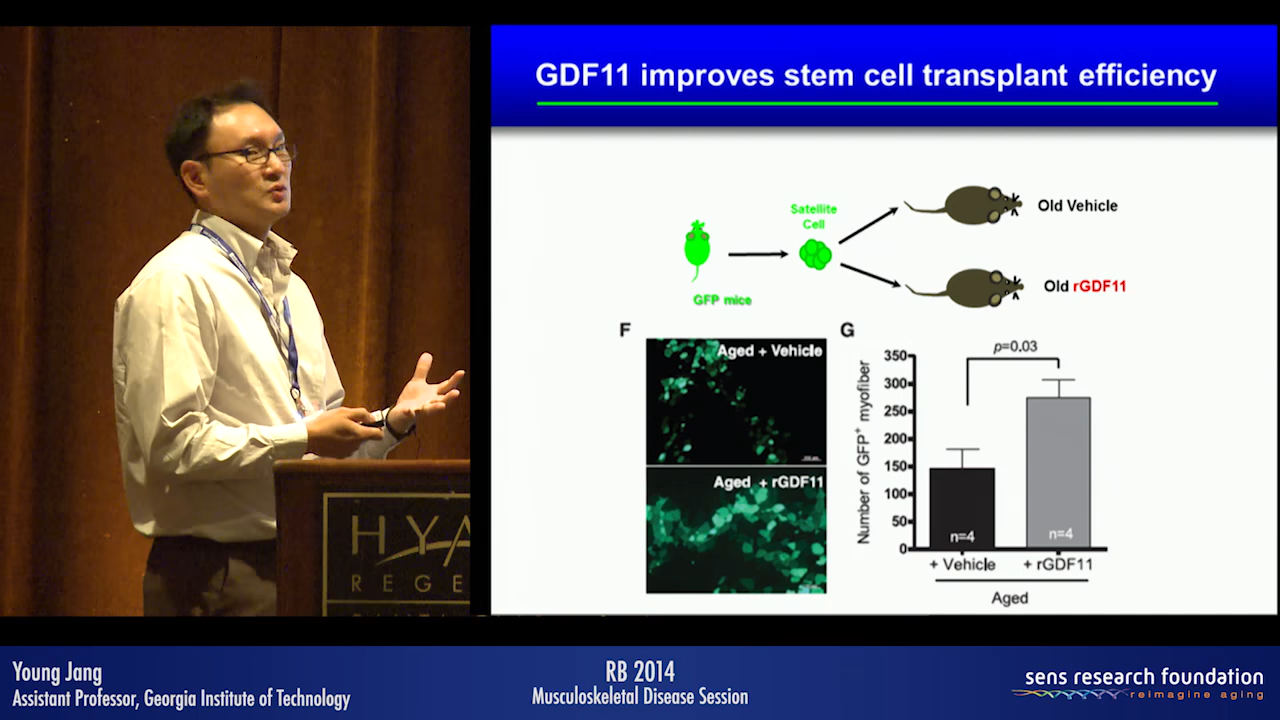 GDF11 improves stem cell transplant efficiency
Satellite
Cell
GFP mice
Old Vehicle
Old rGDF11
F
Aged + Vehicle
Aged + rGDF11
G
Number of GFP+ myofiber
350
300
250
200
150
100
50
0
p=0.03
n=4
n=4
+ Vehicle
+ rGDF11
Aged
HYA
REGE
Young Jang
Assistant Professor, Georgia Institute of Technology
RB 2014
Musculoskeletal Disease Session
sens research foundation
reimagine aging